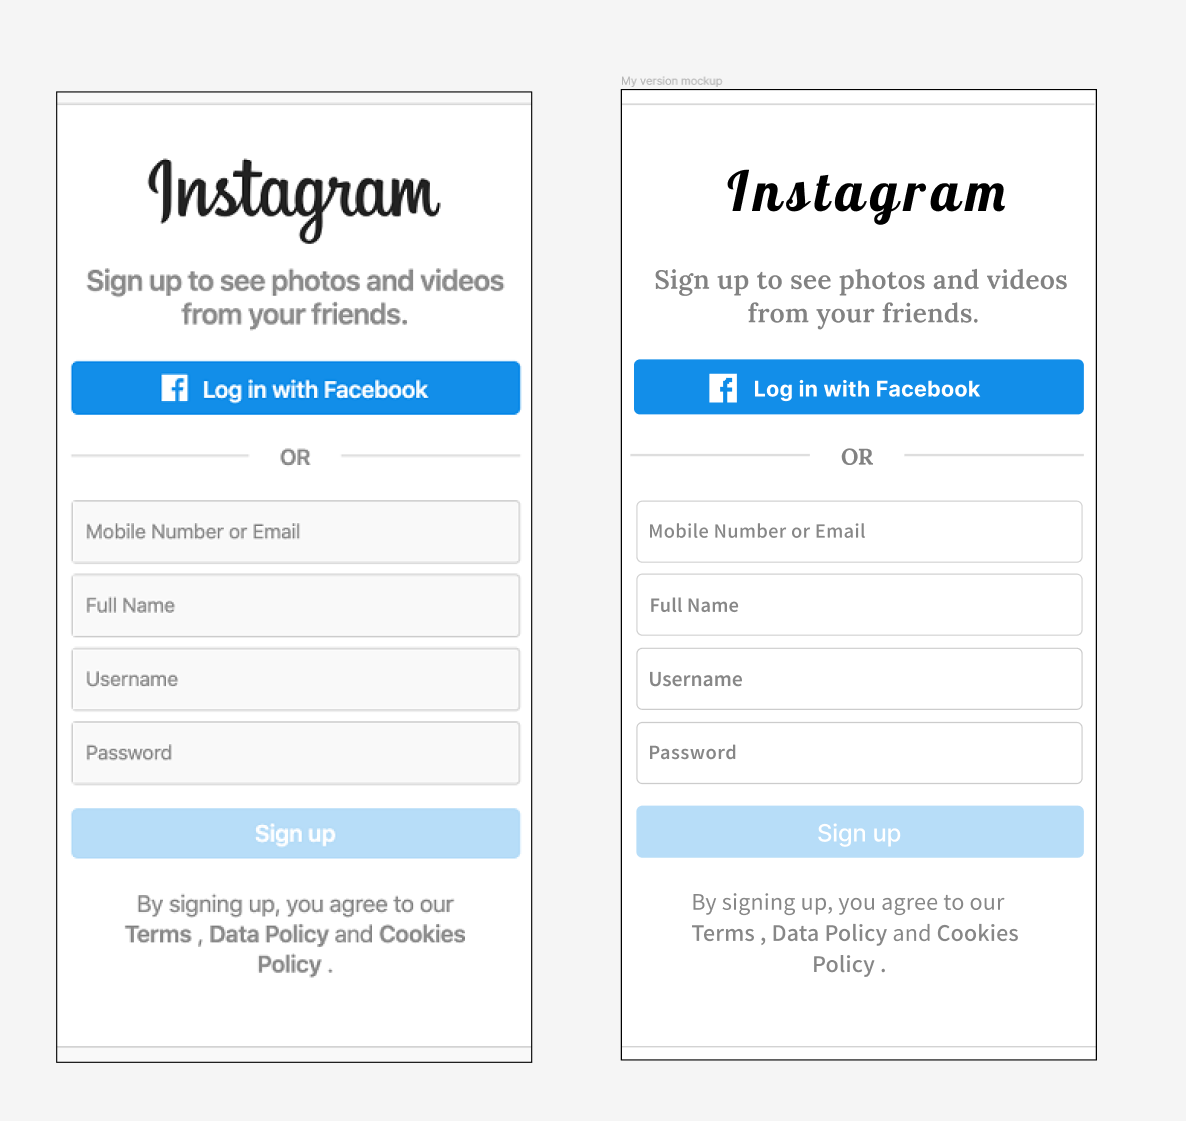 Instagram
Sign up to see photos and videos
from your friends.
Log in with Facebook
OR
Mobile Number or Email
Full Name
Username
Password
Sign up
By signing up, you agree to our
Terms , Data Policy and Cookies
Policy .
My version mockup
Instagram
Sign up to see photos and videos
from your friends.
Log in with Facebook
OR
Mobile Number or Email
Full Name
Username
Password
Sign up
By signing up, you agree to our
Terms , Data Policy and Cookies
Policy .